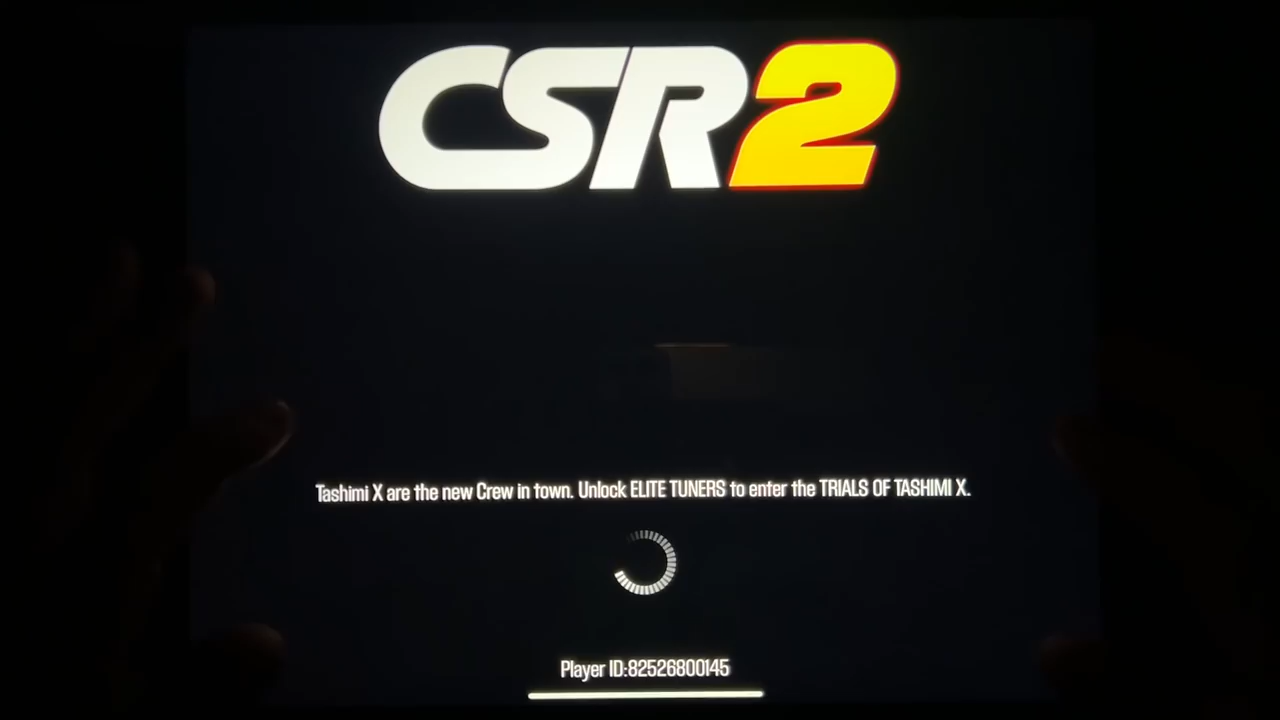 CSR2
Tashimi X are the new Crew in town. Unlock ELITE TUNERS to enter the TRIALS OF TASHIMI X.
Player ID:82526800145